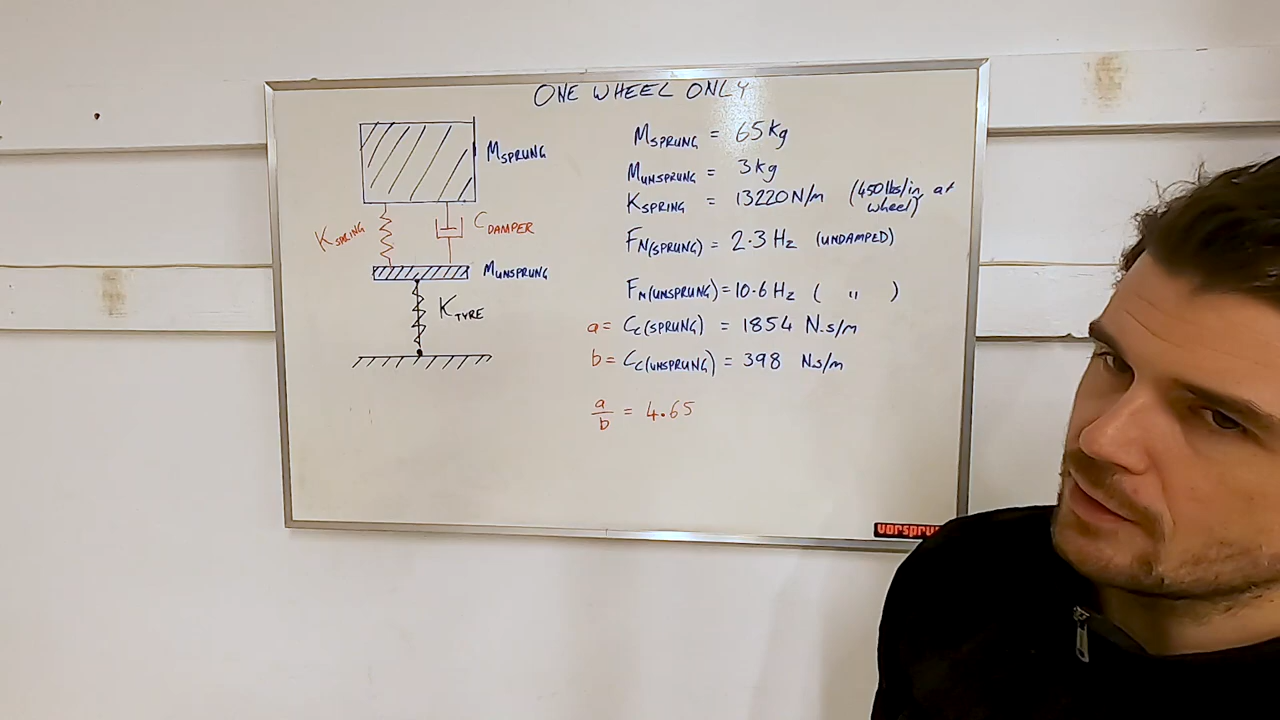 ONE WHEEL ONLY
MSPRUNG
KSPRING
CDAMPER
MUNSPRUNG
KTYRE
MSPRUNG = 65kg
MUNSPRUNG = 3kg
KSPRING = 13220N/m (450lbs/in at wheel)
FN(SPRUNG) = 2.3 Hz (UNDAMPED)
FN(UNSPRUNG) = 10.6 Hz ( " )
a = CC(SPRUNG) = 1854 N.s/m
b = CC(UNSPRUNG) = 398 N.s/m
a/b = 4.65